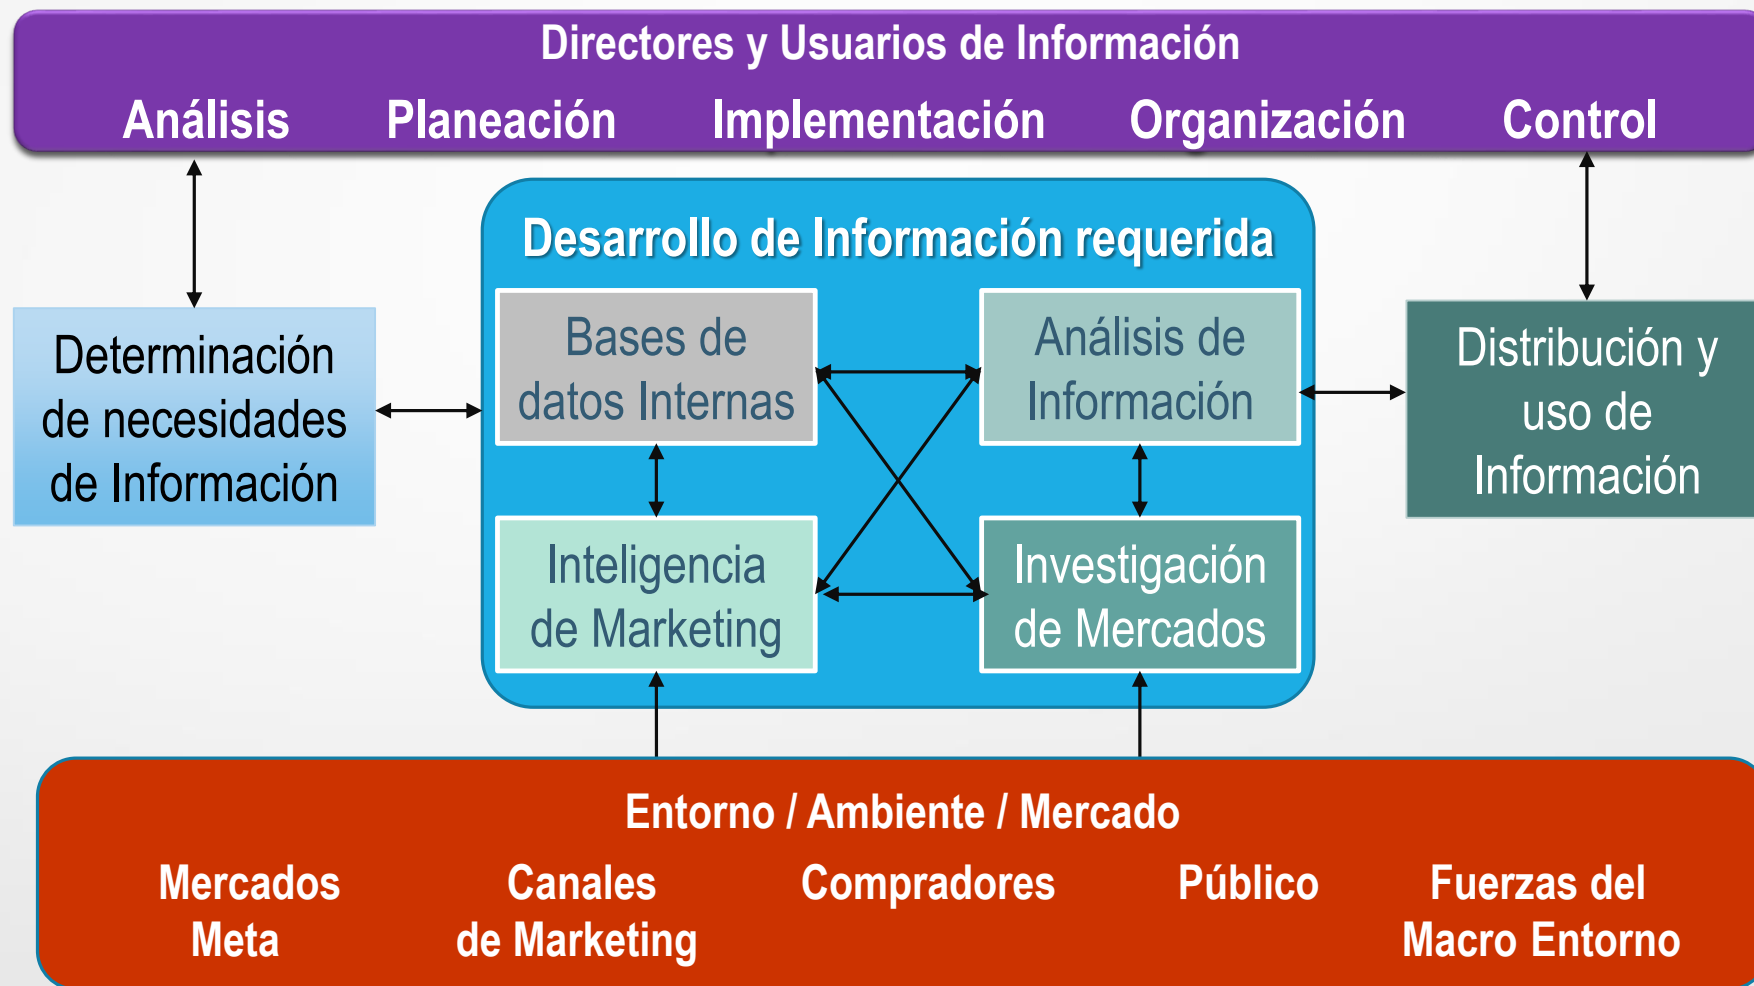 Directores y Usuarios de Información
Análisis Planeación Implementación Organización Control
Desarrollo de Información requerida
Determinación
de necesidades
de Información
Bases de
datos Internas
Análisis de
Información
Inteligencia
de Marketing
Investigación
de Mercados
Distribución y
uso de
Información
Entorno / Ambiente / Mercado
Mercados
Meta
Canales
de Marketing
Compradores
Público
Fuerzas del
Macro Entorno